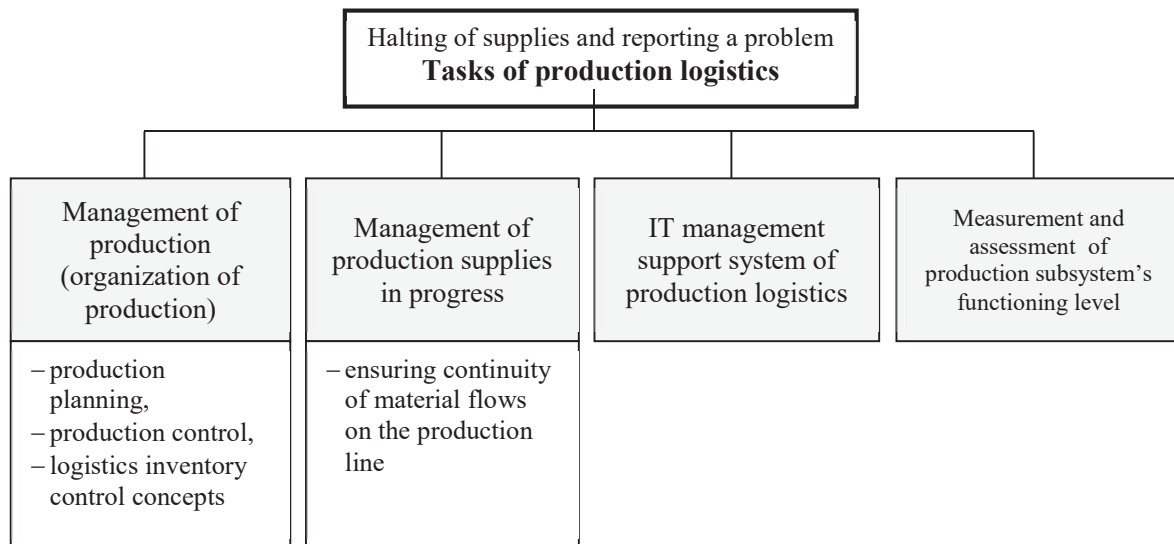 Halting of supplies and reporting a problem
Tasks of production logistics
Management of
production
(organization of
production)
– production
planning,
– production control,
– logistics inventory
control concepts
Management of
production supplies
in progress
– ensuring continuity
of material flows
on the production
line
IT management
support system of
production logistics
Measurement and
assessment of
production subsystem’s
functioning level